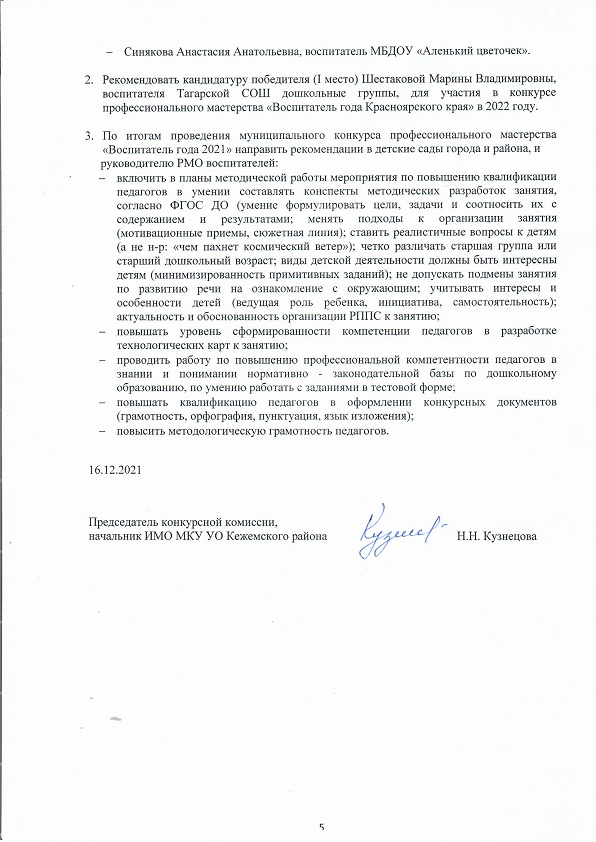 – Синякова Анастасия Анатольевна, воспитатель МБДОУ «Аленький цветочек».
2. Рекомендовать кандидатуру победителя (I место) Шестаковой Марины Владимировны,
воспитателя Тагарской СОШ дошкольные группы, для участия в конкурсе
профессионального мастерства «Воспитатель года Красноярского края» в 2022 году.
3. По итогам проведения муниципального конкурса профессионального мастерства
«Воспитатель года 2021» направить рекомендации в детские сады города и района, и
руководителю РМО воспитателей:
– включить в планы методической работы мероприятия по повышению квалификации
педагогов в умении составлять конспекты методических разработок занятия,
согласно ФГОС ДО (умение формулировать цели, задачи и соотносить их с
содержанием и результатами; менять подходы к организации занятия
(мотивационные приемы, сюжетная линия); ставить реалистичные вопросы к детям
(а не н-р: «чем пахнет космический ветер»); четко различать старшая группа или
старший дошкольный возраст; виды детской деятельности должны быть интересны
детям (минимизированность примитивных заданий); не допускать подмены занятия
по развитию речи на ознакомление с окружающим; учитывать интересы и
особенности детей (ведущая роль ребенка, инициатива, самостоятельность);
актуальность и обоснованность организации РППС к занятию;
– повышать уровень сформированности компетенции педагогов в разработке
технологических карт к занятию;
– проводить работу по повышению профессиональной компетентности педагогов в
знании и понимании нормативно - законодательной базы по дошкольному
образованию, по умению работать с заданиями в тестовой форме;
– повышать квалификацию педагогов в оформлении конкурсных документов
(грамотность, орфография, пунктуация, язык изложения);
– повысить методологическую грамотность педагогов.
16.12.2021
Председатель конкурсной комиссии,
начальник ИМО МКУ УО Кежемского района Н.Н. Кузнецова
5